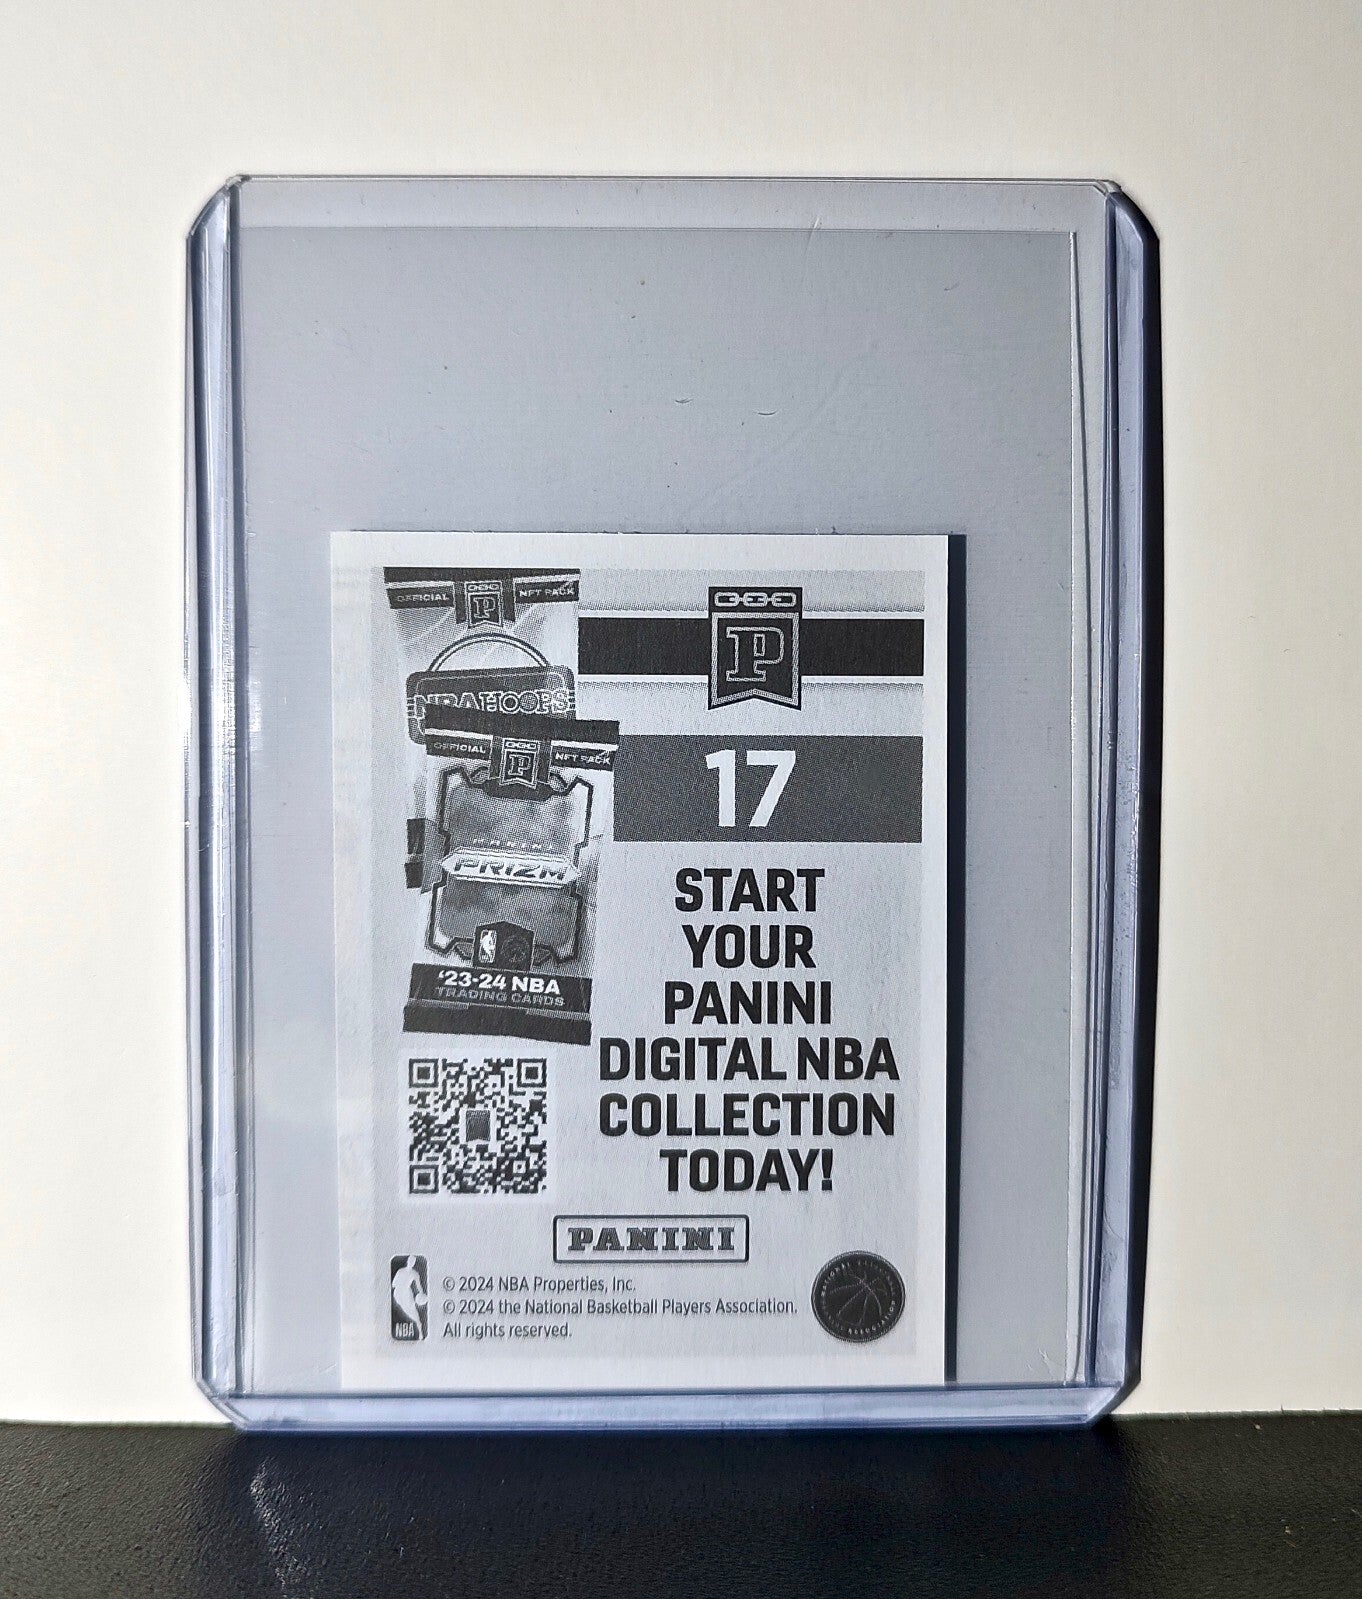 OFFICIAL P NFT PACK
NBA HOOPS
OFFICIAL P NFT PACK
PANINI
PRIZM
'23-24 NBA
TRADING CARDS
P
17
START
YOUR
PANINI
DIGITAL NBA
COLLECTION
TODAY!
PANINI
NBA
© 2024 NBA Properties, Inc.
© 2024 the National Basketball Players Association.
All rights reserved.